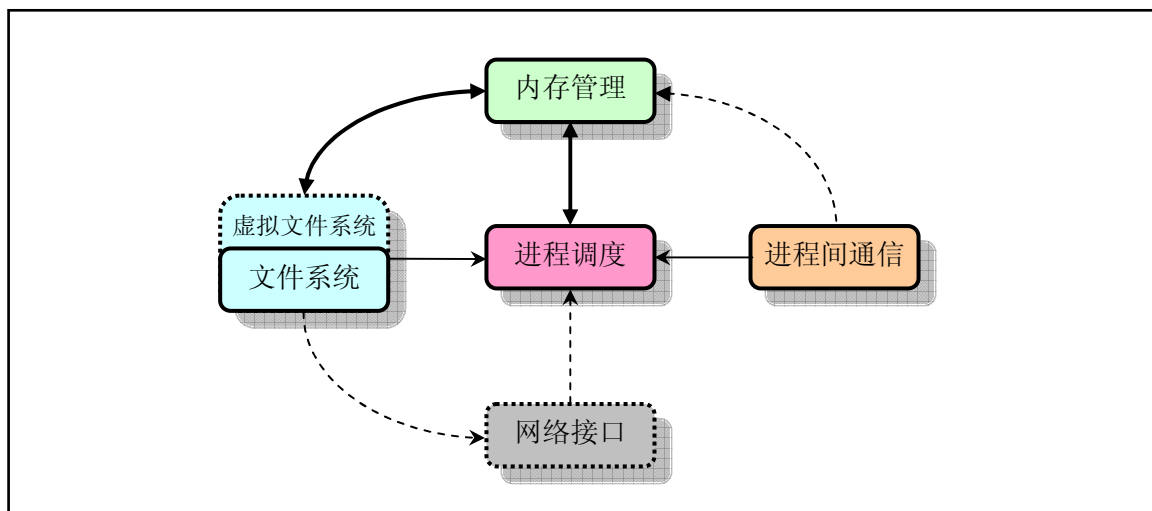 内存管理
虚拟文件系统
文件系统
进程调度
进程间通信
网络接口